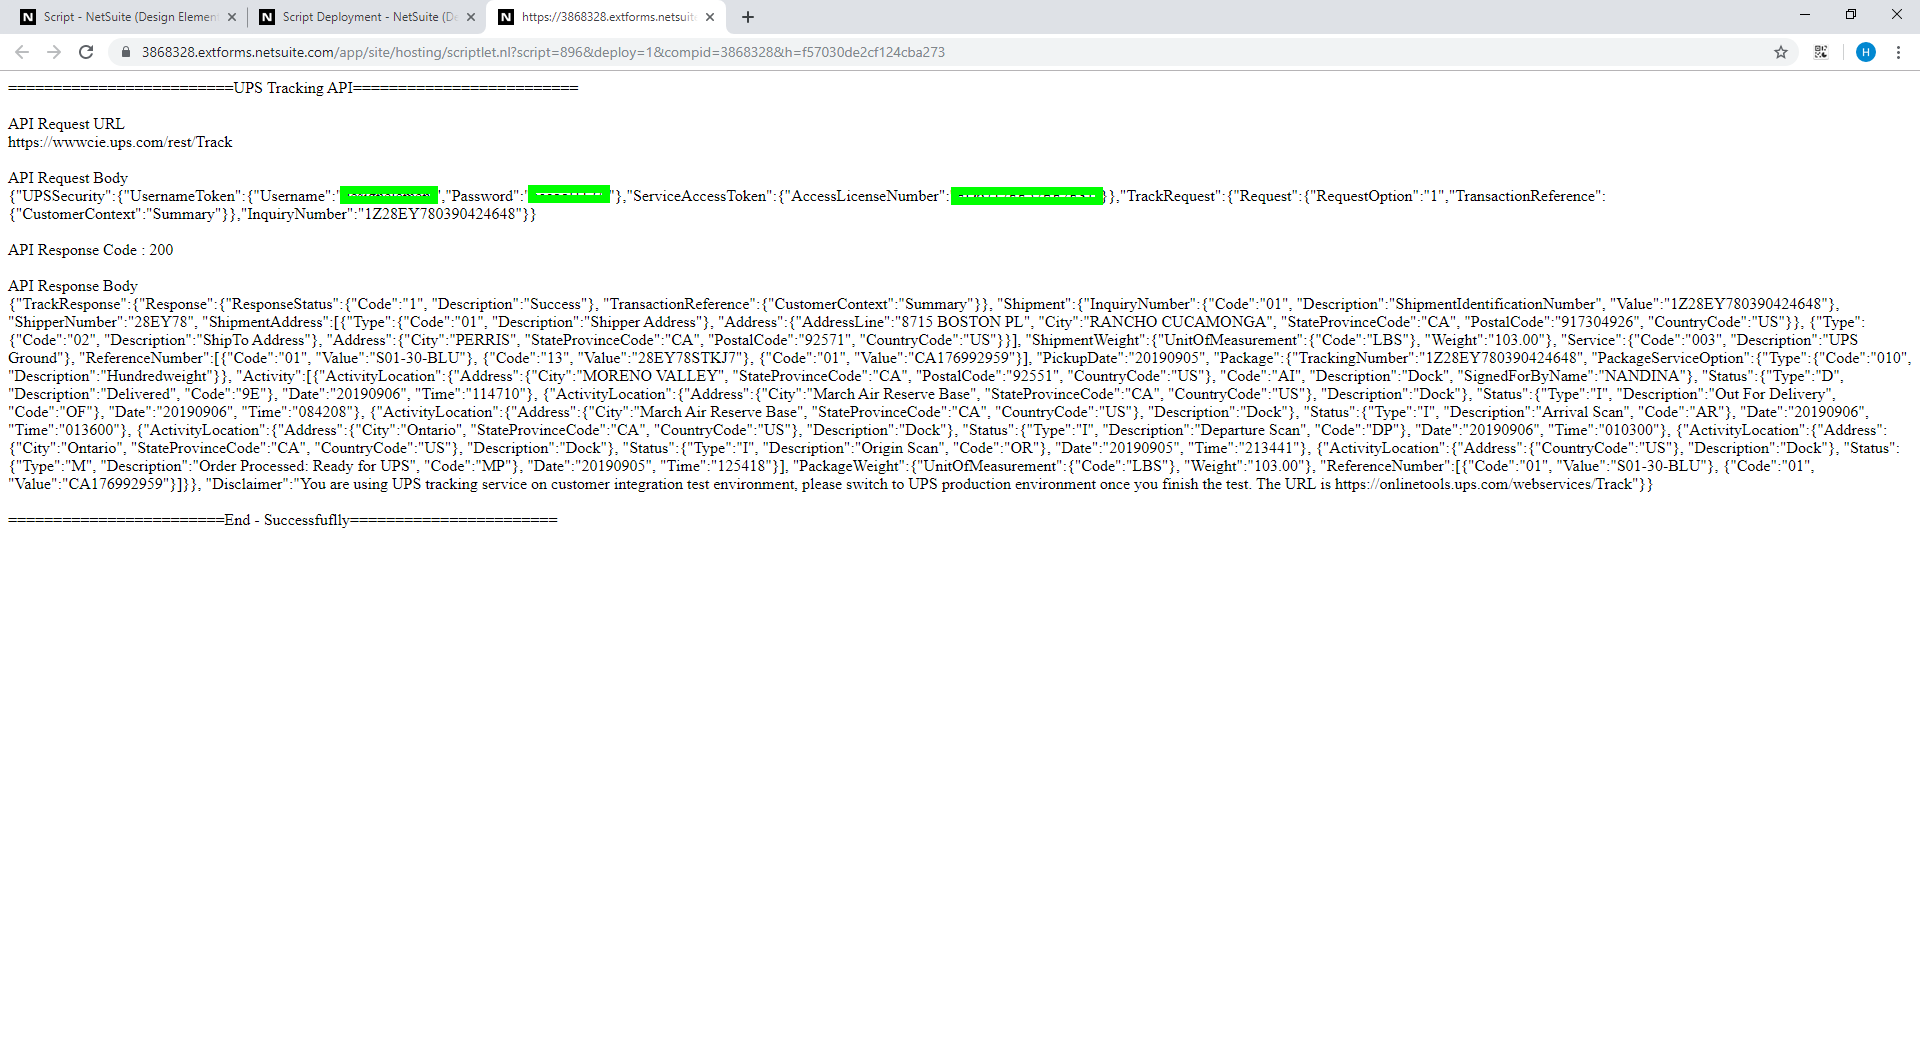 Script - NetSuite (Design Elemen
Script Deployment - NetSuite (De
https://3868328.extforms.netsuite
3868328.extforms.netsuite.com/app/site/hosting/scriptlet.nl?script=896&deploy=1&compid=3868328&h=f57030de2cf124cba273
H
=========================UPS Tracking API=========================
API Request URL
https://wwwcie.ups.com/rest/Track
API Request Body
{"UPSSecurity":{"UsernameToken":{"Username":" ","Password":" "},"ServiceAccessToken":{"AccessLicenseNumber": }},"TrackRequest":{"Request":{"RequestOption":"1","TransactionReference":
{"CustomerContext":"Summary"}},"InquiryNumber":"1Z28EY780390424648"}}
API Response Code : 200
API Response Body
{"TrackResponse":{"Response":{"ResponseStatus":{"Code":"1", "Description":"Success"}, "TransactionReference":{"CustomerContext":"Summary"}}, "Shipment":{"InquiryNumber":{"Code":"01", "Description":"ShipmentIdentificationNumber", "Value":"1Z28EY780390424648"},
"ShipperNumber":"28EY78", "ShipmentAddress":[{"Type":{"Code":"01", "Description":"Shipper Address"}, "Address":{"AddressLine":"8715 BOSTON PL", "City":"RANCHO CUCAMONGA", "StateProvinceCode":"CA", "PostalCode":"917304926", "CountryCode":"US"}}, {"Type":
{"Code":"02", "Description":"ShipTo Address"}, "Address":{"City":"PERRIS", "StateProvinceCode":"CA", "PostalCode":"92571", "CountryCode":"US"}}], "ShipmentWeight":{"UnitOfMeasurement":{"Code":"LBS"}, "Weight":"103.00"}, "Service":{"Code":"003", "Description":"UPS
Ground"}, "ReferenceNumber":[{"Code":"01", "Value":"S01-30-BLU"}, {"Code":"13", "Value":"28EY78STKJ7"}, {"Code":"01", "Value":"CA176992959"}], "PickupDate":"20190905", "Package":{"TrackingNumber":"1Z28EY780390424648", "PackageServiceOption":{"Type":{"Code":"010",
"Description":"Hundredweight"}}, "Activity":[{"ActivityLocation":{"Address":{"City":"MORENO VALLEY", "StateProvinceCode":"CA", "PostalCode":"92551", "CountryCode":"US"}, "Code":"AI", "Description":"Dock", "SignedForByName":"NANDINA"}, "Status":{"Type":"D",
"Description":"Delivered", "Code":"9E"}, "Date":"20190906", "Time":"114710"}, {"ActivityLocation":{"Address":{"City":"March Air Reserve Base", "StateProvinceCode":"CA", "CountryCode":"US"}, "Description":"Dock"}, "Status":{"Type":"I", "Description":"Out For Delivery",
"Code":"OF"}, "Date":"20190906", "Time":"084208"}, {"ActivityLocation":{"Address":{"City":"March Air Reserve Base", "StateProvinceCode":"CA", "CountryCode":"US"}, "Description":"Dock"}, "Status":{"Type":"I", "Description":"Arrival Scan", "Code":"AR"}, "Date":"20190906",
"Time":"013600"}, {"ActivityLocation":{"Address":{"City":"Ontario", "StateProvinceCode":"CA", "CountryCode":"US"}, "Description":"Dock"}, "Status":{"Type":"I", "Description":"Departure Scan", "Code":"DP"}, "Date":"20190906", "Time":"010300"}, {"ActivityLocation":{"Address":
{"City":"Ontario", "StateProvinceCode":"CA", "CountryCode":"US"}, "Description":"Dock"}, "Status":{"Type":"I", "Description":"Origin Scan", "Code":"OR"}, "Date":"20190905", "Time":"213441"}, {"ActivityLocation":{"Address":{"CountryCode":"US"}, "Description":"Dock"}, "Status":
{"Type":"M", "Description":"Order Processed: Ready for UPS", "Code":"MP"}, "Date":"20190905", "Time":"125418"}], "PackageWeight":{"UnitOfMeasurement":{"Code":"LBS"}, "Weight":"103.00"}, "ReferenceNumber":[{"Code":"01", "Value":"S01-30-BLU"}, {"Code":"01",
"Value":"CA176992959"}]}}, "Disclaimer":"You are using UPS tracking service on customer integration test environment, please switch to UPS production environment once you finish the test. The URL is https://onlinetools.ups.com/webservices/Track"}}
========================End - Successfuflly=======================